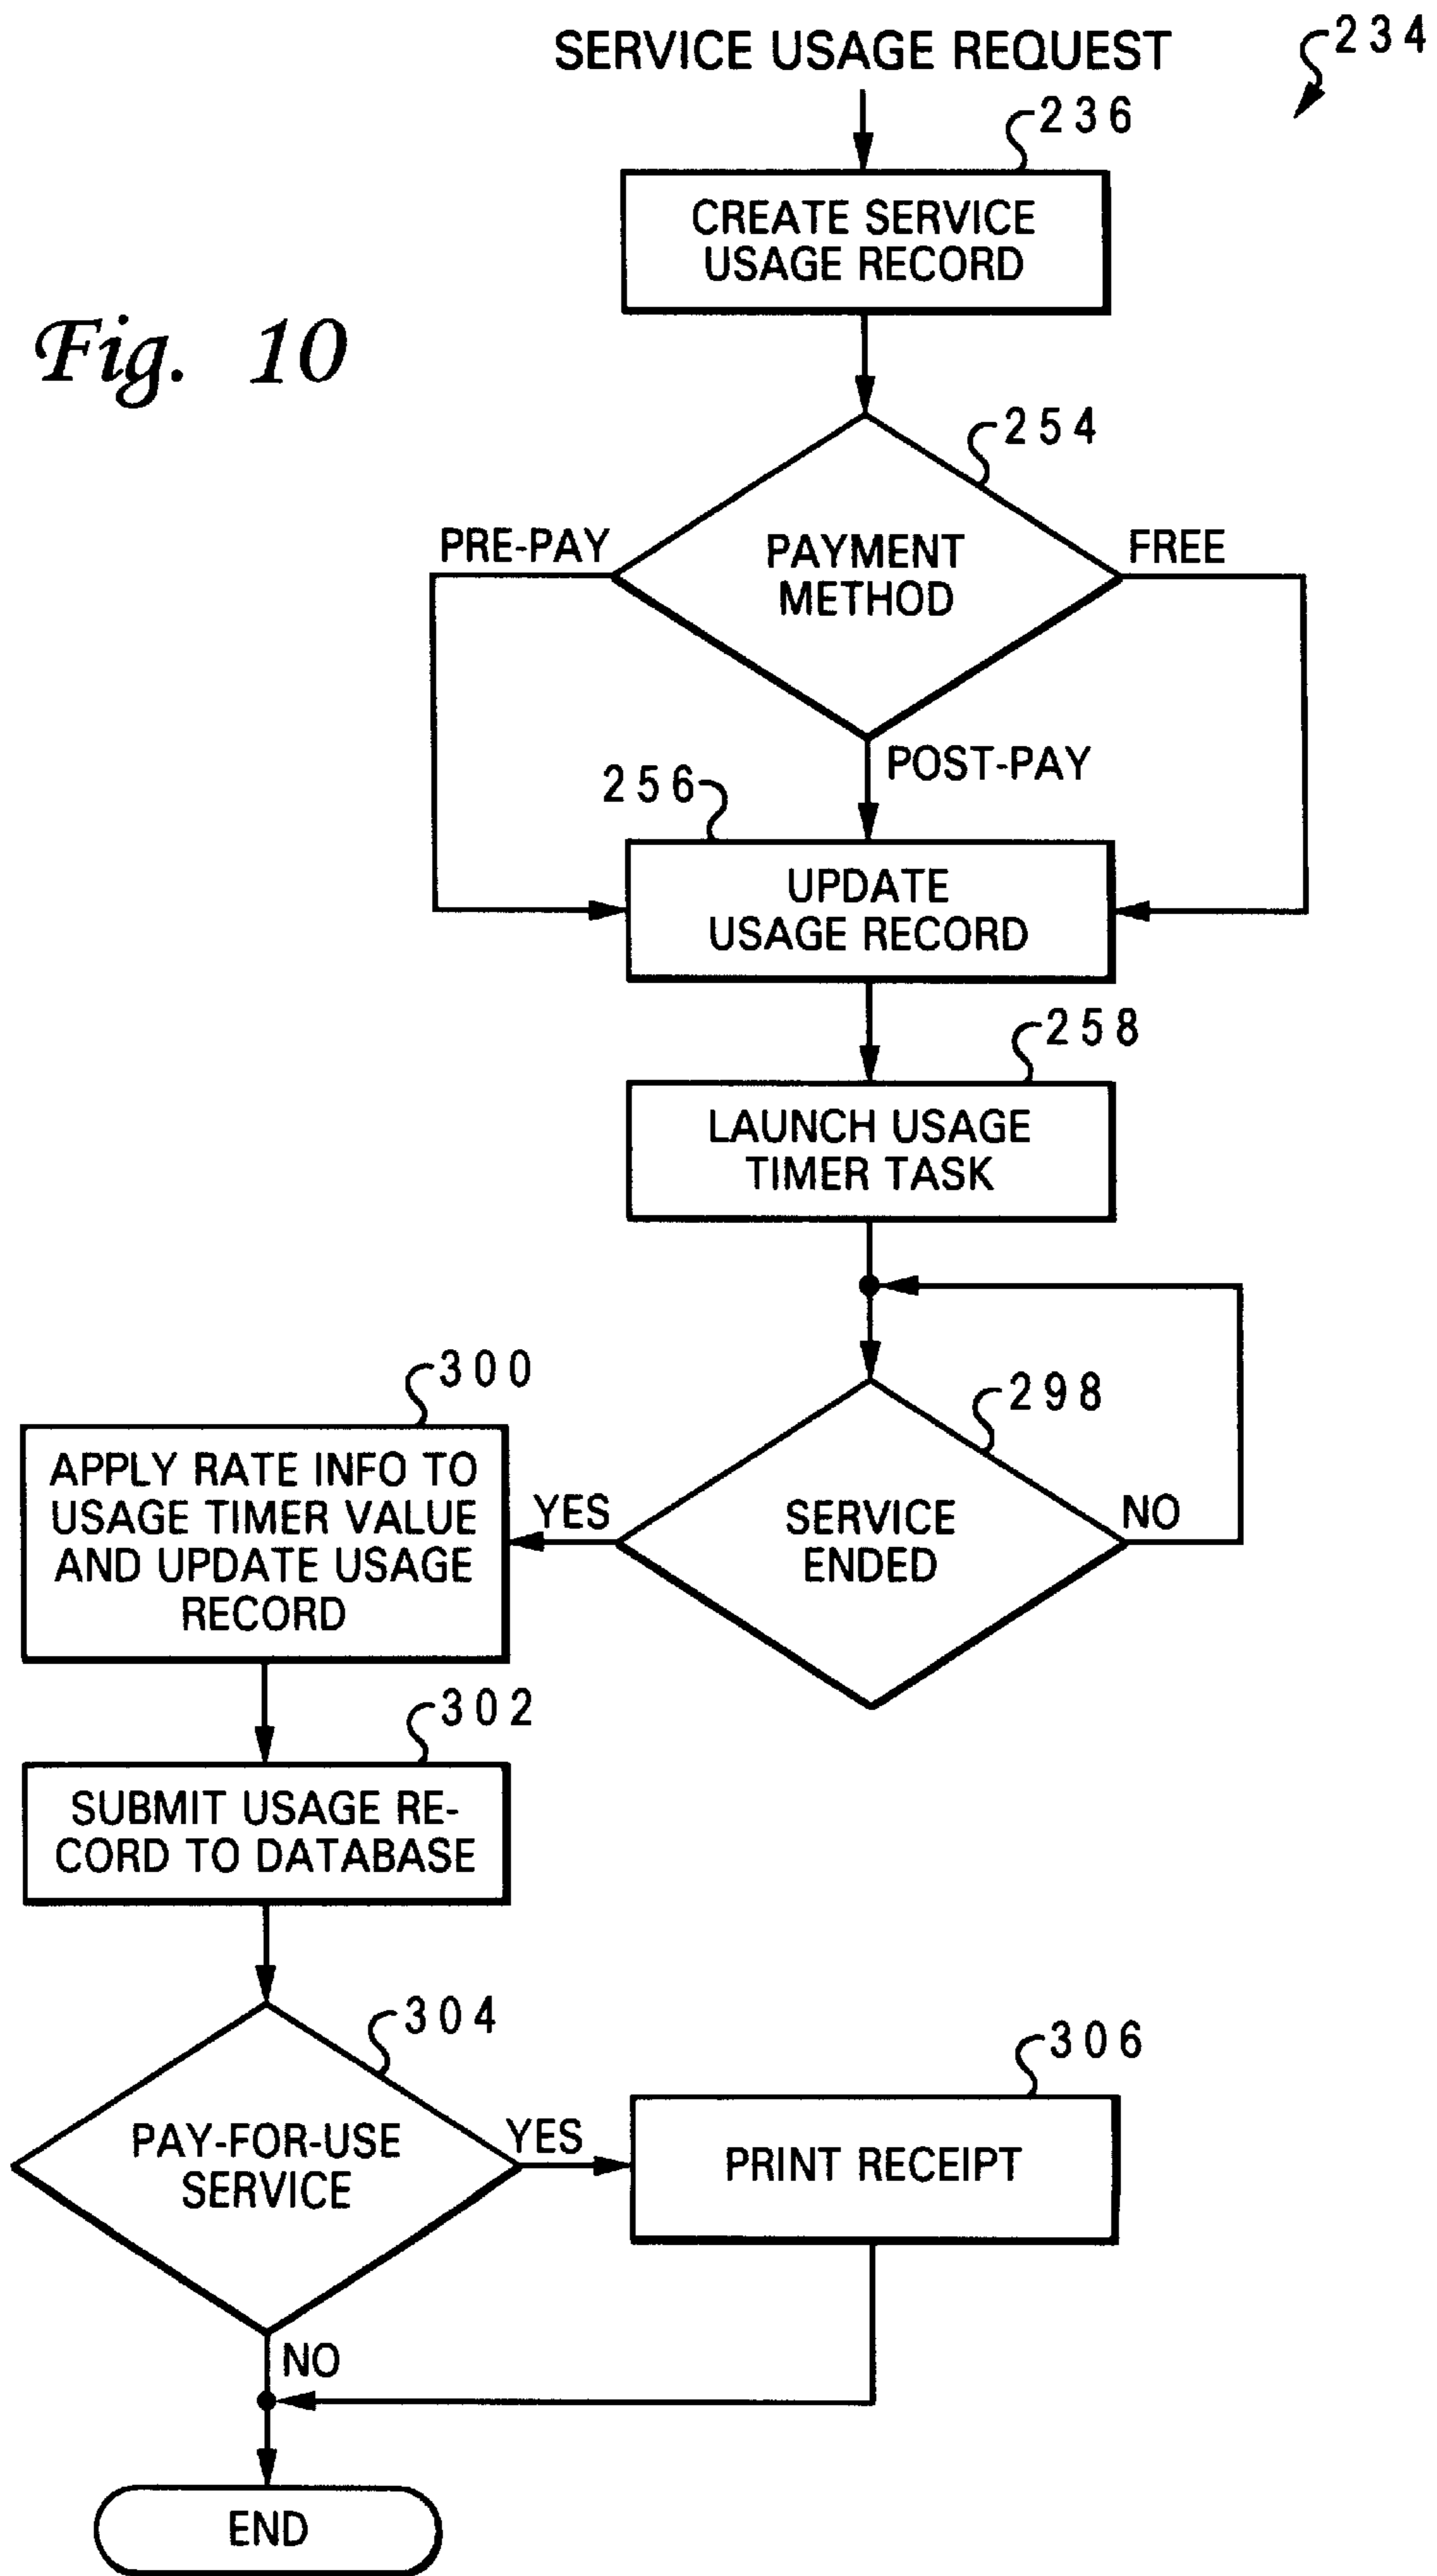 SERVICE USAGE REQUEST
234
236
CREATE SERVICE
USAGE RECORD
Fig. 10
254
PRE-PAY
PAYMENT
METHOD
FREE
POST-PAY
256
UPDATE
USAGE RECORD
258
LAUNCH USAGE
TIMER TASK
298
SERVICE
ENDED
NO
YES
300
APPLY RATE INFO TO
USAGE TIMER VALUE
AND UPDATE USAGE
RECORD
302
SUBMIT USAGE RE-
CORD TO DATABASE
304
PAY-FOR-USE
SERVICE
YES
306
PRINT RECEIPT
NO
END